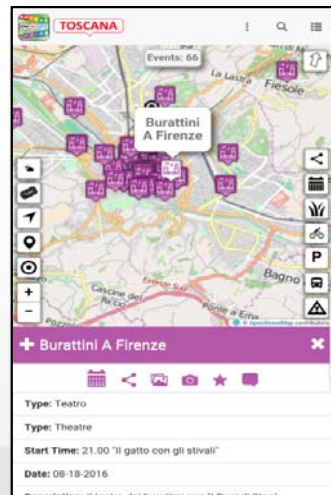 TOSCANA
Events: 66
La Lastra
Fiesole
Burattini
A Firenze
P
Bagno
Cascine del
Riccio
Ponte a Ema
© OpenStreetMap contributors
+ Burattini A Firenze
Type: Teatro
Type: Theatre
Start Time: 21.00 "Il gatto con gli stivali"
Date: 08-18-2016